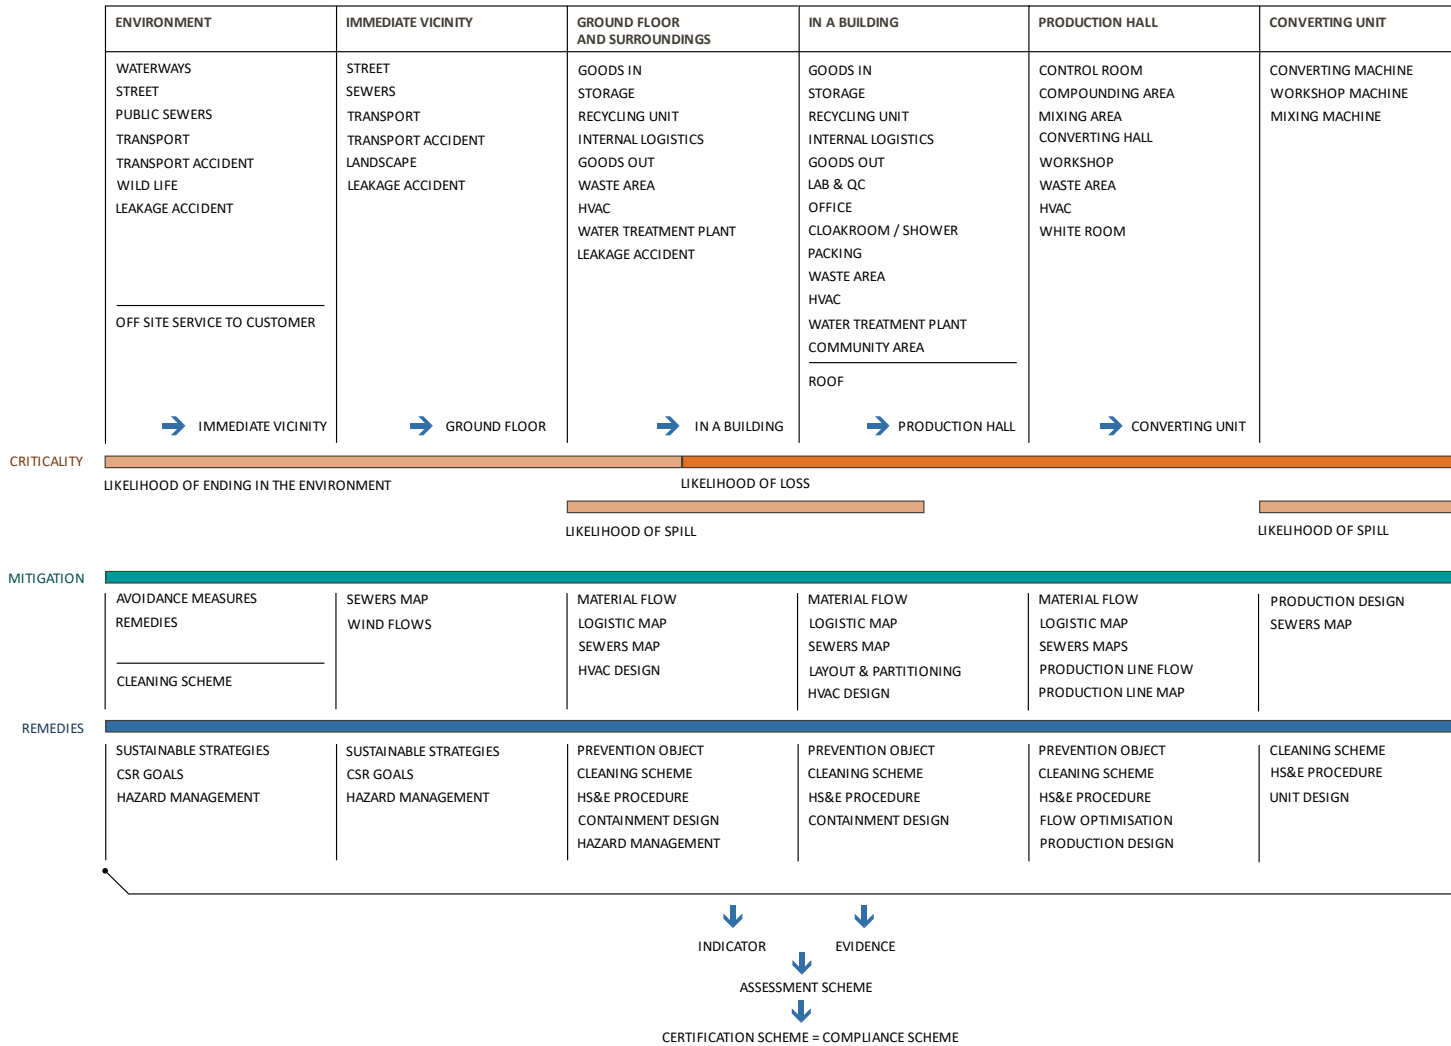 ENVIRONMENT
WATERWAYS
STREET
PUBLIC SEWERS
TRANSPORT
TRANSPORT ACCIDENT
WILD LIFE
LEAKAGE ACCIDENT
OFF SITE SERVICE TO CUSTOMER
IMMEDIATE VICINITY
IMMEDIATE VICINITY
STREET
SEWERS
TRANSPORT
TRANSPORT ACCIDENT
LANDSCAPE
LEAKAGE ACCIDENT
GROUND FLOOR
GROUND FLOOR
AND SURROUNDINGS
GOODS IN
STORAGE
RECYCLING UNIT
INTERNAL LOGISTICS
GOODS OUT
WASTE AREA
HVAC
WATER TREATMENT PLANT
LEAKAGE ACCIDENT
IN A BUILDING
IN A BUILDING
GOODS IN
STORAGE
RECYCLING UNIT
INTERNAL LOGISTICS
GOODS OUT
LAB & QC
OFFICE
CLOAKROOM / SHOWER
PACKING
WASTE AREA
HVAC
WATER TREATMENT PLANT
COMMUNITY AREA
ROOF
PRODUCTION HALL
PRODUCTION HALL
CONTROL ROOM
COMPOUNDING AREA
MIXING AREA
CONVERTING HALL
WORKSHOP
WASTE AREA
HVAC
WHITE ROOM
CONVERTING UNIT
CONVERTING UNIT
CONVERTING MACHINE
WORKSHOP MACHINE
MIXING MACHINE
CRITICALITY
LIKELIHOOD OF ENDING IN THE ENVIRONMENT
LIKELIHOOD OF LOSS
LIKELIHOOD OF SPILL
LIKELIHOOD OF SPILL
MITIGATION
AVOIDANCE MEASURES
REMEDIES
CLEANING SCHEME
SEWERS MAP
WIND FLOWS
MATERIAL FLOW
LOGISTIC MAP
SEWERS MAP
HVAC DESIGN
MATERIAL FLOW
LOGISTIC MAP
SEWERS MAP
LAYOUT & PARTITIONING
HVAC DESIGN
MATERIAL FLOW
LOGISTIC MAP
SEWERS MAPS
PRODUCTION LINE FLOW
PRODUCTION LINE MAP
PRODUCTION DESIGN
SEWERS MAP
REMEDIES
SUSTAINABLE STRATEGIES
CSR GOALS
HAZARD MANAGEMENT
SUSTAINABLE STRATEGIES
CSR GOALS
HAZARD MANAGEMENT
PREVENTION OBJECT
CLEANING SCHEME
HS&E PROCEDURE
CONTAINMENT DESIGN
HAZARD MANAGEMENT
PREVENTION OBJECT
CLEANING SCHEME
HS&E PROCEDURE
CONTAINMENT DESIGN
PREVENTION OBJECT
CLEANING SCHEME
HS&E PROCEDURE
FLOW OPTIMISATION
PRODUCTION DESIGN
CLEANING SCHEME
HS&E PROCEDURE
UNIT DESIGN
INDICATOR
EVIDENCE
ASSESSMENT SCHEME
CERTIFICATION SCHEME = COMPLIANCE SCHEME